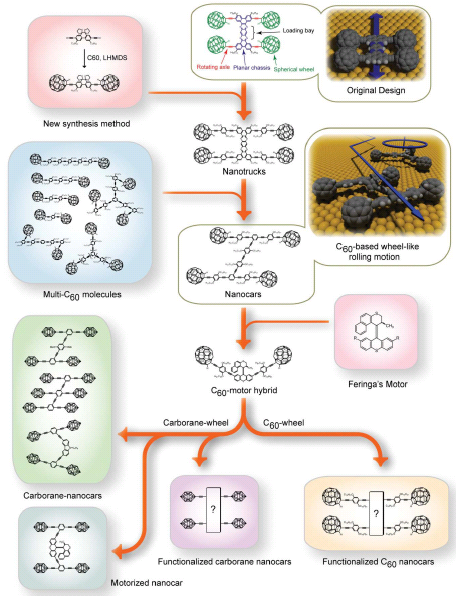 C60, LHMDS
New synthesis method
Loading bay
Rotating axle
Planar chassis
Spherical wheel
Original Design
Nanotrucks
Multi-C60 molecules
Nanocars
C60-based wheel-like
rolling motion
CH3
Feringa's Motor
C60-motor hybrid
Carborane-wheel
C60-wheel
Carborane-nanocars
Motorized nanocar
?
Functionalized carborane nanocars
?
Functionalized C60 nanocars